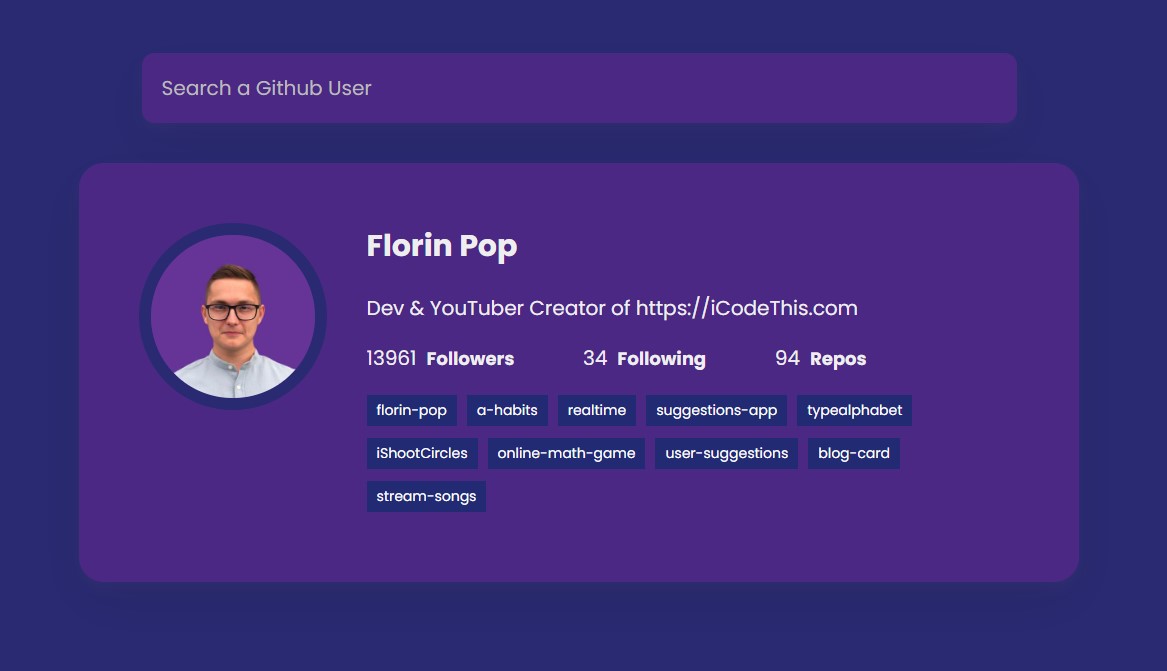 Search a Github User
Florin Pop
Dev & YouTuber Creator of https://iCodeThis.com
13961 Followers 34 Following 94 Repos
florin-pop a-habits realtime suggestions-app typealphabet
iShootCircles online-math-game user-suggestions blog-card
stream-songs